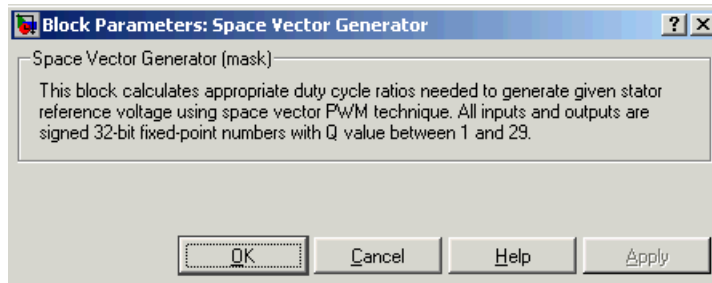 Block Parameters: Space Vector Generator
Space Vector Generator (mask)
This block calculates appropriate duty cycle ratios needed to generate given stator
reference voltage using space vector PWM technique. All inputs and outputs are
signed 32-bit fixed-point numbers with Q value between 1 and 29.
OK Cancel Help Apply